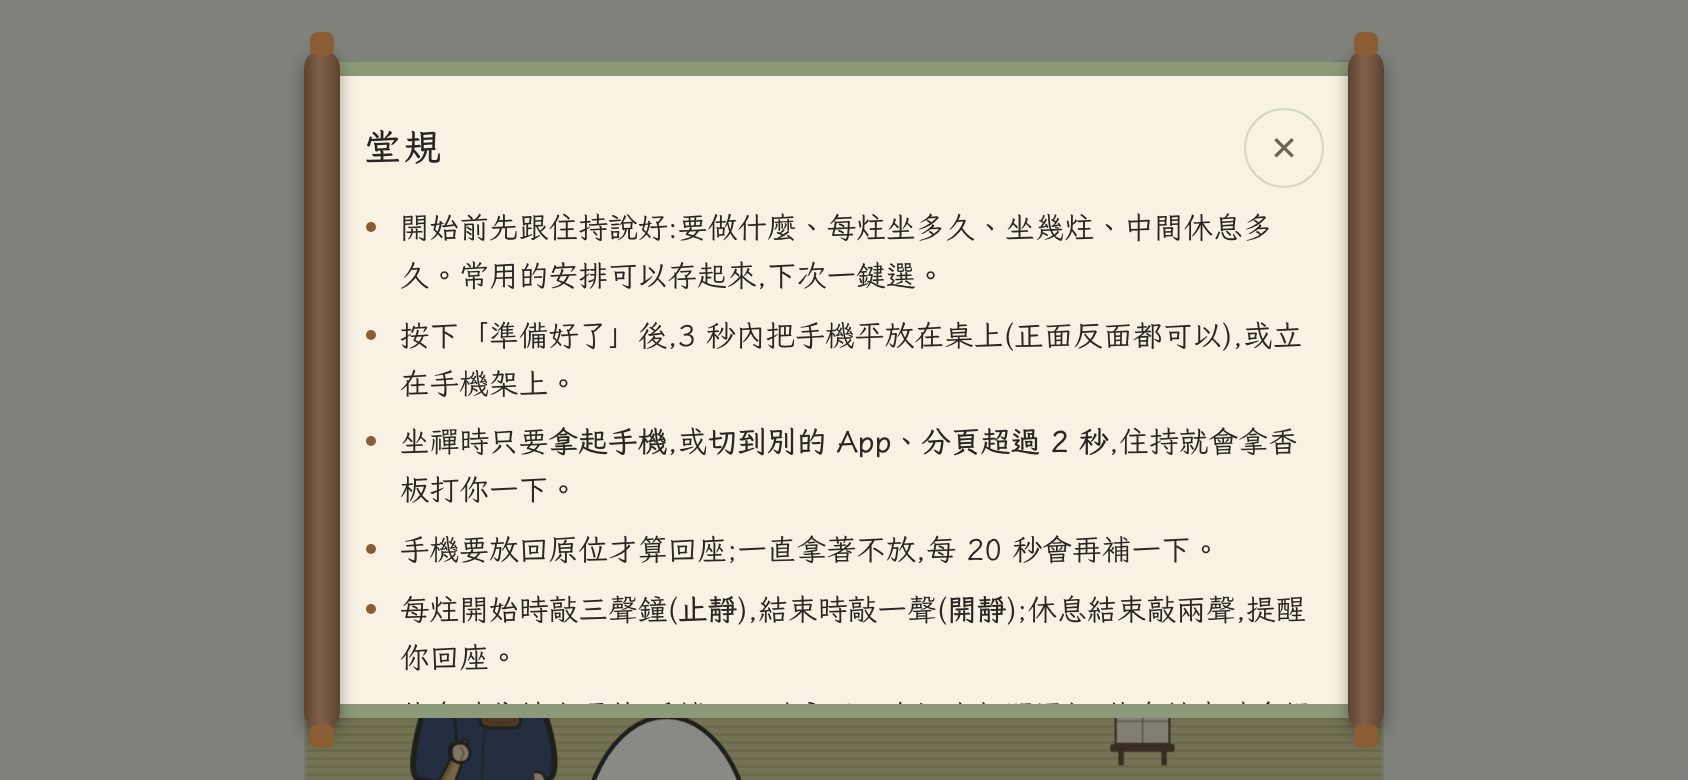 堂規
✕
開始前先跟住持說好:要做什麼、每炷坐多久、坐幾炷、中間休息多
久。常用的安排可以存起來,下次一鍵選。
按下「準備好了」後,3 秒內把手機平放在桌上(正面反面都可以),或立
在手機架上。
坐禪時只要拿起手機,或切到別的 App、分頁超過 2 秒,住持就會拿香
板打你一下。
手機要放回原位才算回座;一直拿著不放,每 20 秒會再補一下。
每炷開始時敲三聲鐘(止靜),結束時敲一聲(開靜);休息結束敲兩聲,提醒
你回座。